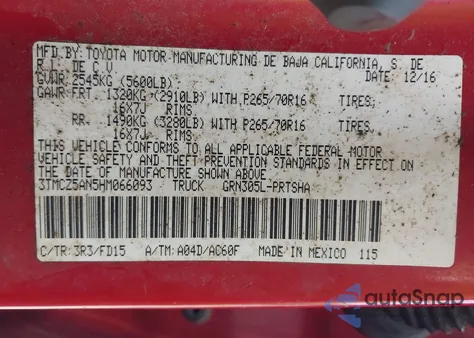 MFD.BY: TOYOTA MOTOR MANUFACTURING DE BAJA CALIFORNIA, S. DE
R.L. DE C.V. DATE: 12/16
GVWR: 2545KG (5600LB)
GAWR FRT. 1320KG (2910LB) WITH P265/70R16 TIRES,
16X7J RIMS,
RR. 1490KG (3280LB) WITH P265/70R16 TIRES,
16X7J RIMS,
THIS VEHICLE CONFORMS TO ALL APPLICABLE FEDERAL MOTOR
VEHICLE SAFETY AND THEFT PREVENTION STANDARDS IN EFFECT
ON THE DATE OF MANUFACTURE SHOWN ABOVE.
3TMCZ5AN5HM066093 TRUCK GRN305L-PRTSHA
C/TR: 3R3/FD15 A/TM: A04D/AC60F MADE IN MEXICO 115
autoSnap